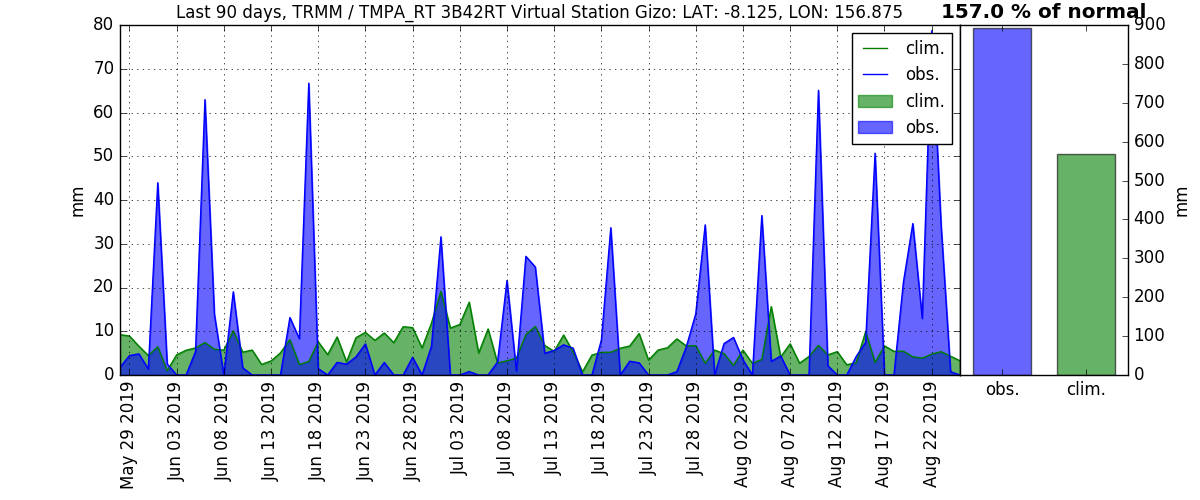 Last 90 days, TRMM / TMPA_RT 3B42RT Virtual Station Gizo: LAT: -8.125, LON: 156.875
157.0 % of normal
80
70
60
50
40
30
20
10
0
mm
clim.
obs.
clim.
obs.
May 29 2019
Jun 03 2019
Jun 08 2019
Jun 13 2019
Jun 18 2019
Jun 23 2019
Jun 28 2019
Jul 03 2019
Jul 08 2019
Jul 13 2019
Jul 18 2019
Jul 23 2019
Jul 28 2019
Aug 02 2019
Aug 07 2019
Aug 12 2019
Aug 17 2019
Aug 22 2019
900
800
700
600
500
400
300
200
100
0
mm
obs.
clim.